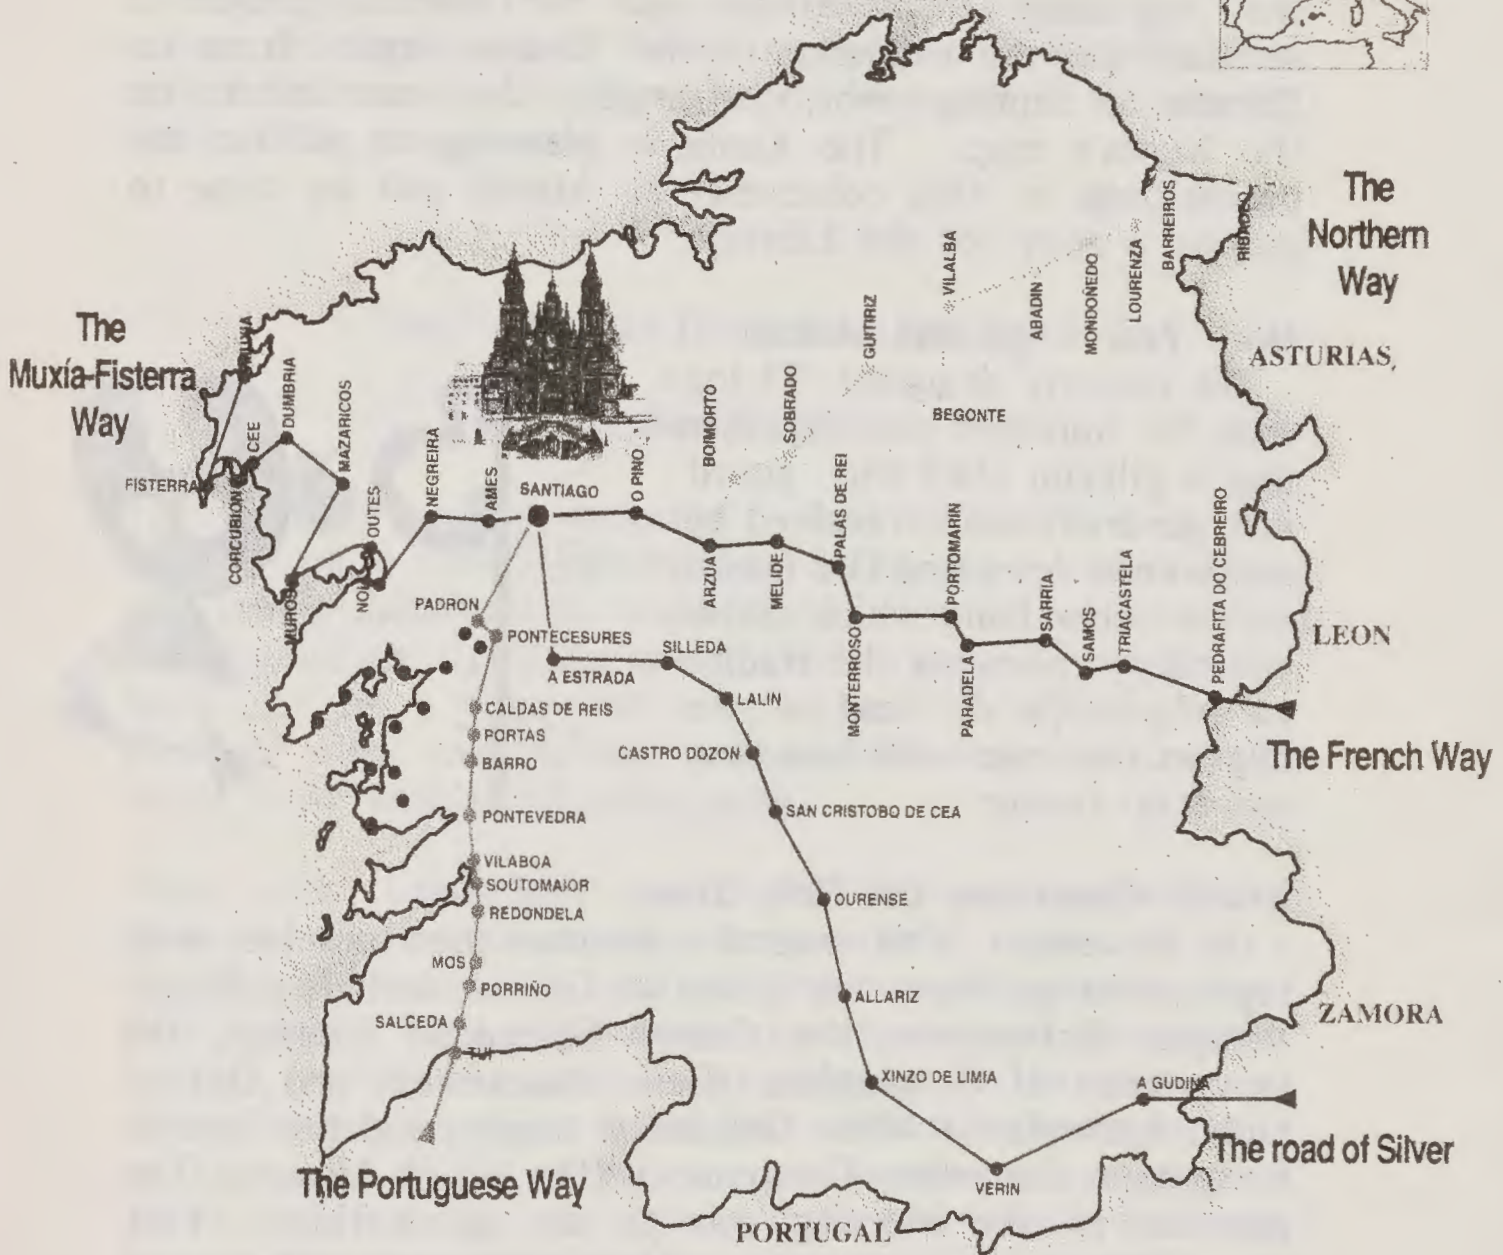 The
Northern
Way
RIBADEO
BARREIROS
LOURENZA
MONDOÑEDO
ABADIN
VILALBA
GUITIRIZ
BEGONTE
SOBRADO
BOIMORTO
ASTURIAS,
The
Muxía-Fisterra
Way
DUMBRIA
CEE
MAZARICOS
FISTERRA
CORCUBION
MUROS
OUTES
NEGREIRA
AMES
SANTIAGO
O PINO
ARZUA
MELIDE
PALAS DE REI
MONTERROSO
PORTOMARIN
PARADELA
SARRIA
SAMOS
TRIACASTELA
PEDRAFITA DO CEBREIRO
LEON
The French Way
PADRON
PONTECESURES
CALDAS DE REIS
PORTAS
BARRO
PONTEVEDRA
VILABOA
SOUTOMAIOR
REDONDELA
MOS
PORRIÑO
SALCEDA
TUI
The Portuguese Way
A ESTRADA
SILLEDA
LALIN
CASTRO DOZON
SAN CRISTOBO DE CEA
OURENSE
ALLARIZ
XINZO DE LIMIA
VERIN
A GUDIÑA
ZAMORA
The road of Silver
PORTUGAL